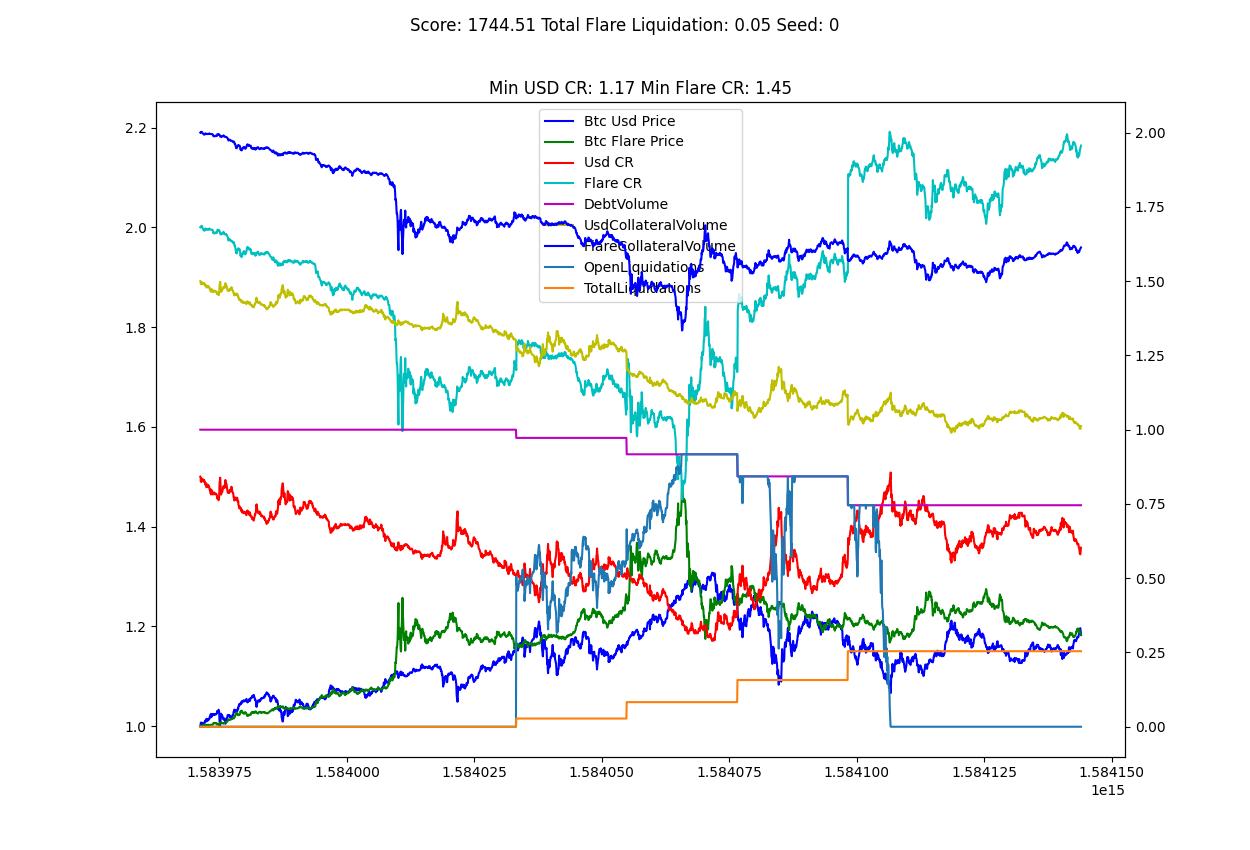 Score: 1744.51 Total Flare Liquidation: 0.05 Seed: 0
Min USD CR: 1.17 Min Flare CR: 1.45
Btc Usd Price
Btc Flare Price
Usd CR
Flare CR
DebtVolume
UsdCollateralVolume
FlareCollateralVolume
OpenLiquidations
TotalLiquidations
2.2
2.0
1.8
1.6
1.4
1.2
1.0
2.00
1.75
1.50
1.25
1.00
0.75
0.50
0.25
0.00
1.583975 1.584000 1.584025 1.584050 1.584075 1.584100 1.584125 1.584150
1e15